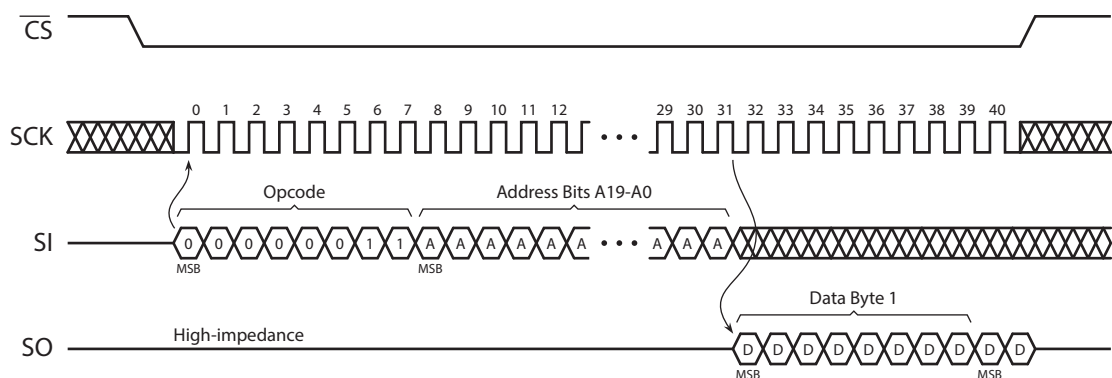 CS
0 1 2 3 4 5 6 7 8 9 10 11 12 29 30 31 32 33 34 35 36 37 38 39 40
SCK
Opcode Address Bits A19-A0
SI 0 0 0 0 0 0 1 1 A A A A A A • • • A A A
MSB MSB
Data Byte 1
High-impedance
SO D D D D D D D D D D
MSB MSB